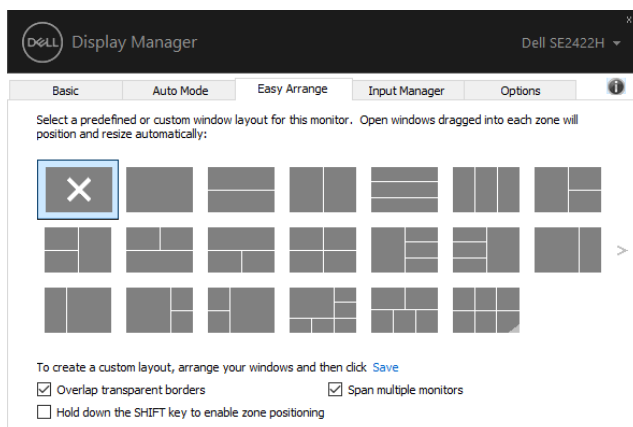 DELL Display Manager
Dell SE2422H
Basic Auto Mode Easy Arrange Input Manager Options
Select a predefined or custom window layout for this monitor. Open windows dragged into each zone will
position and resize automatically:
To create a custom layout, arrange your windows and then click Save
Overlap transparent borders Span multiple monitors
Hold down the SHIFT key to enable zone positioning